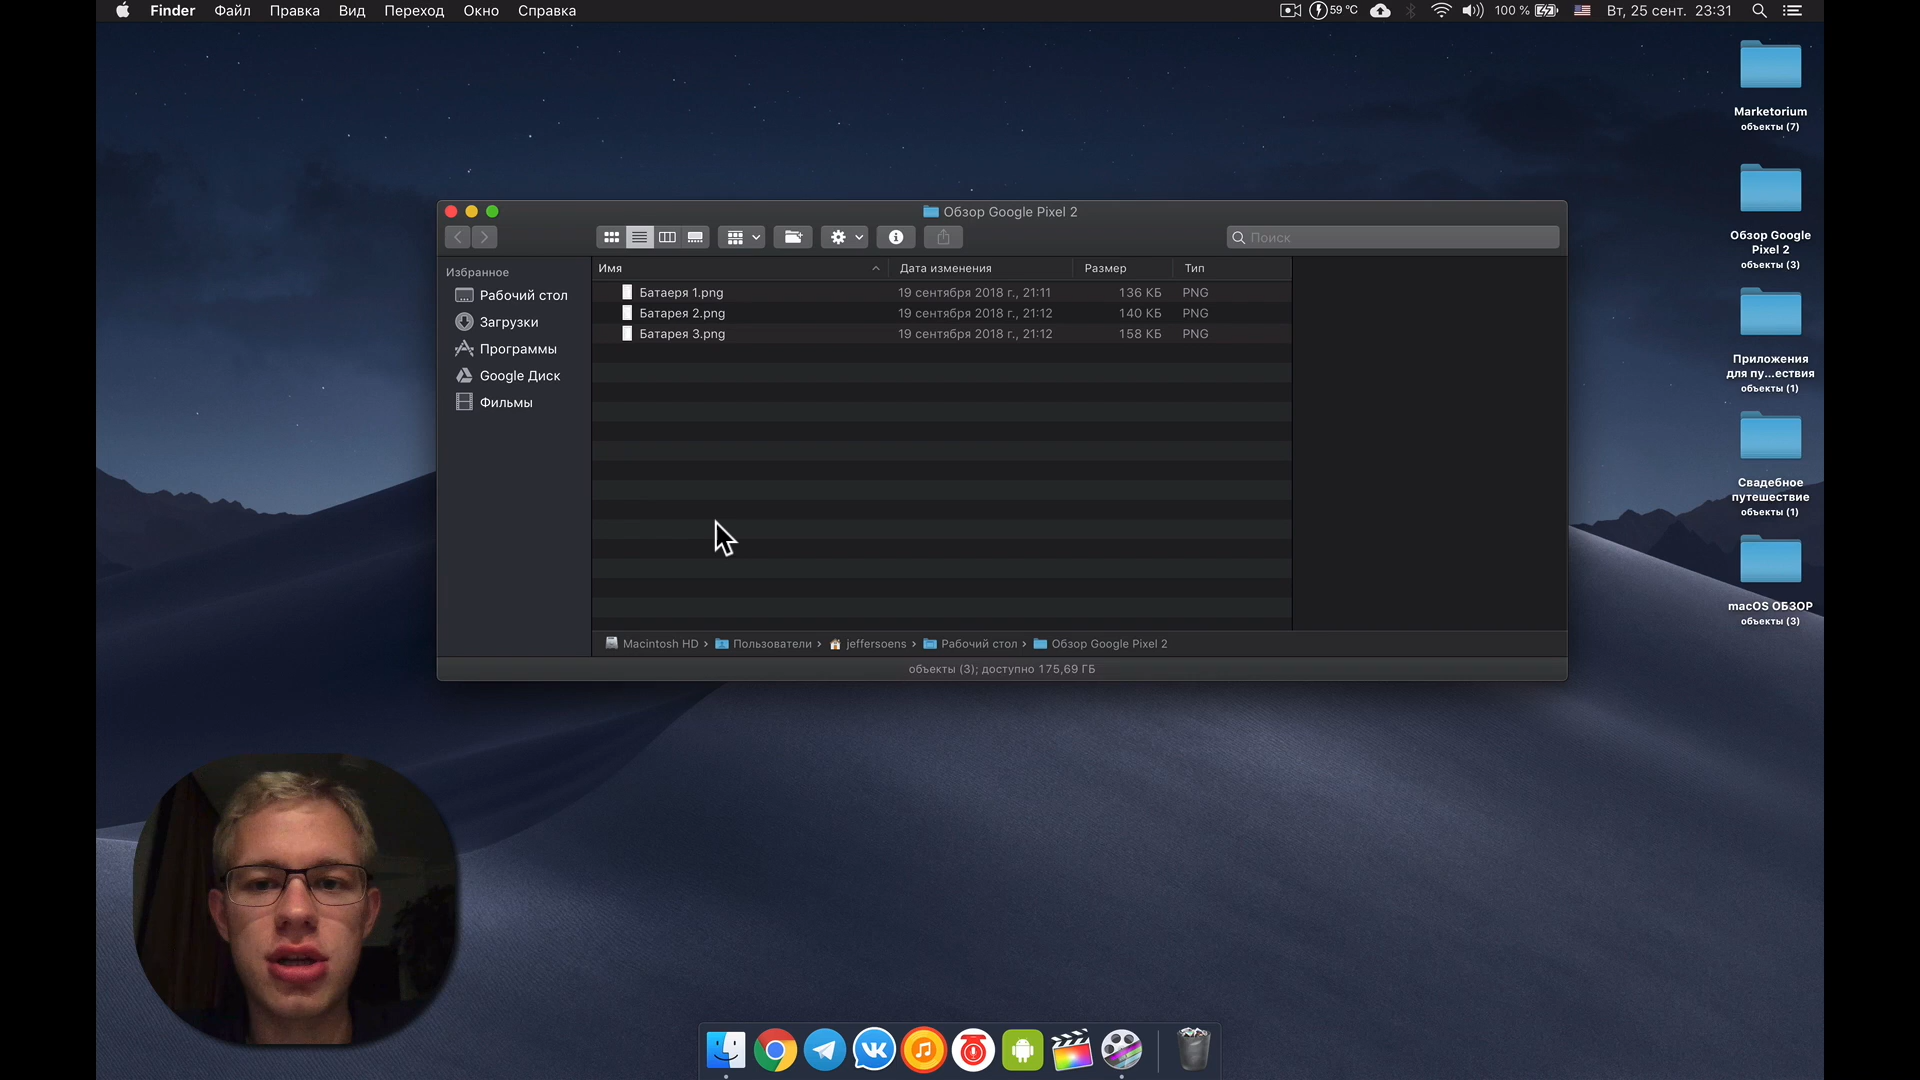 Finder Файл Правка Вид Переход Окно Справка 59 °C 100 % Вт, 25 сент. 23:31
Marketorium
объекты (7)
Обзор Google
Pixel 2
объекты (3)
Приложения
для пу...ествия
объекты (1)
Свадебное
путешествие
объекты (1)
macOS ОБЗОР
объекты (3)
Обзор Google Pixel 2
Поиск
Избранное
Рабочий стол
Загрузки
Программы
Google Диск
Фильмы
Имя Дата изменения Размер Тип
Батаеря 1.png 19 сентября 2018 г., 21:11 136 КБ PNG
Батарея 2.png 19 сентября 2018 г., 21:12 140 КБ PNG
Батарея 3.png 19 сентября 2018 г., 21:12 158 КБ PNG
Macintosh HD › Пользователи › jeffersoens › Рабочий стол › Обзор Google Pixel 2
объекты (3); доступно 175,69 ГБ